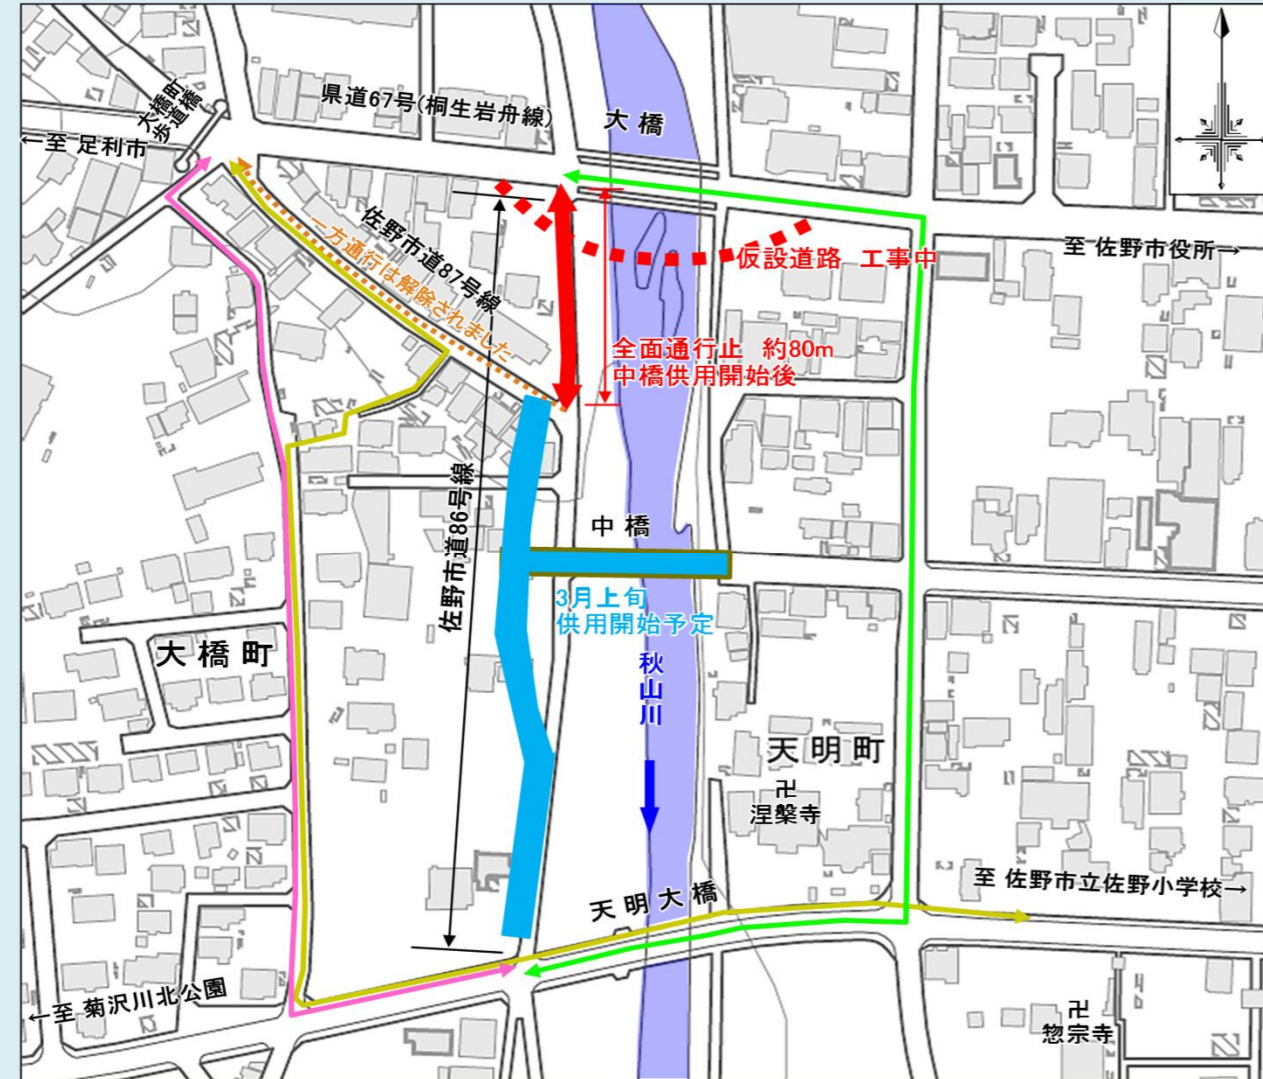 県道67号(桐生岩舟線)
大橋町
歩道橋
大橋
←至 足利市
佐野市道87号線
一方通行は解除されました
仮設道路 工事中
至 佐野市役所→
全面通行止 約80m
中橋供用開始後
佐野市道86号線
中橋
3月上旬
供用開始予定
大橋町
秋山川
天明町
卍
涅槃寺
天明大橋
至 佐野市立佐野小学校→
←至 菊沢川北公園
卍
惣宗寺